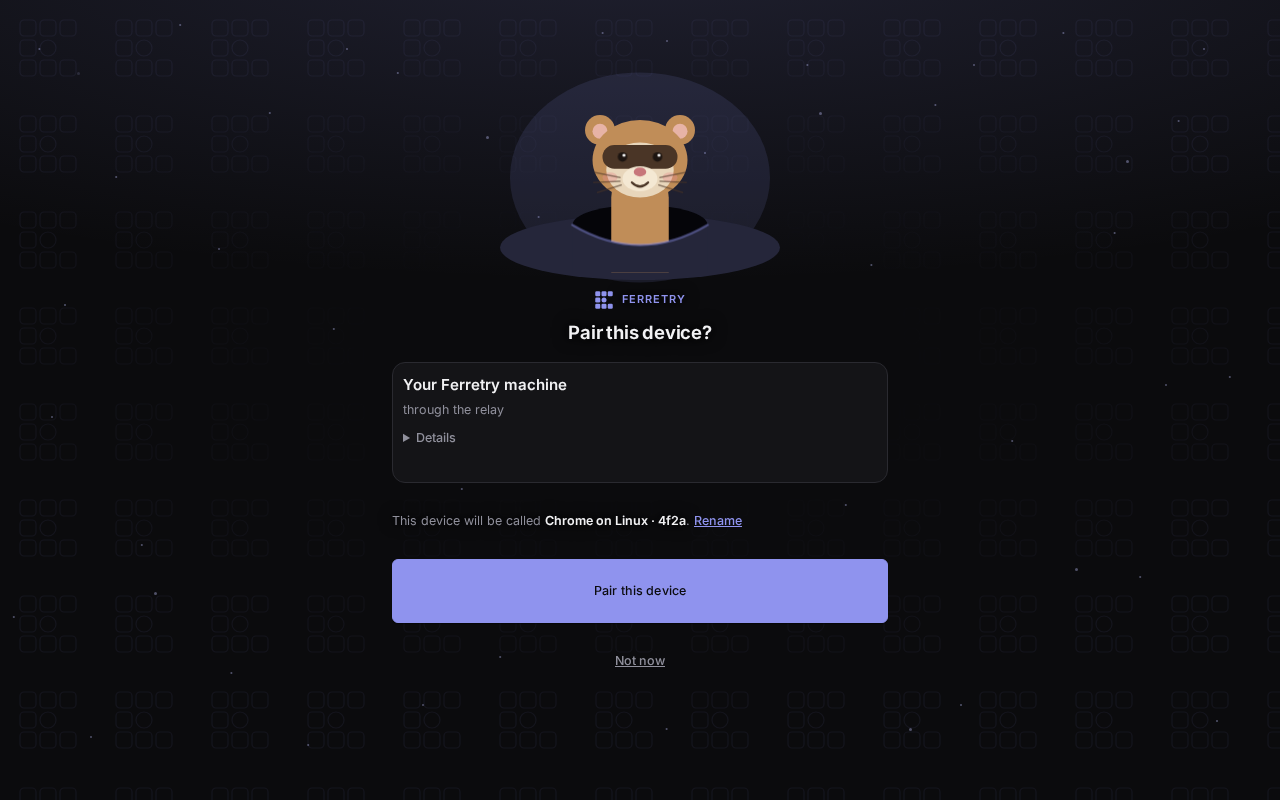 FERRETRY
Pair this device?
Your Ferretry machine
through the relay
Details
This device will be called Chrome on Linux · 4f2a. Rename
Pair this device
Not now